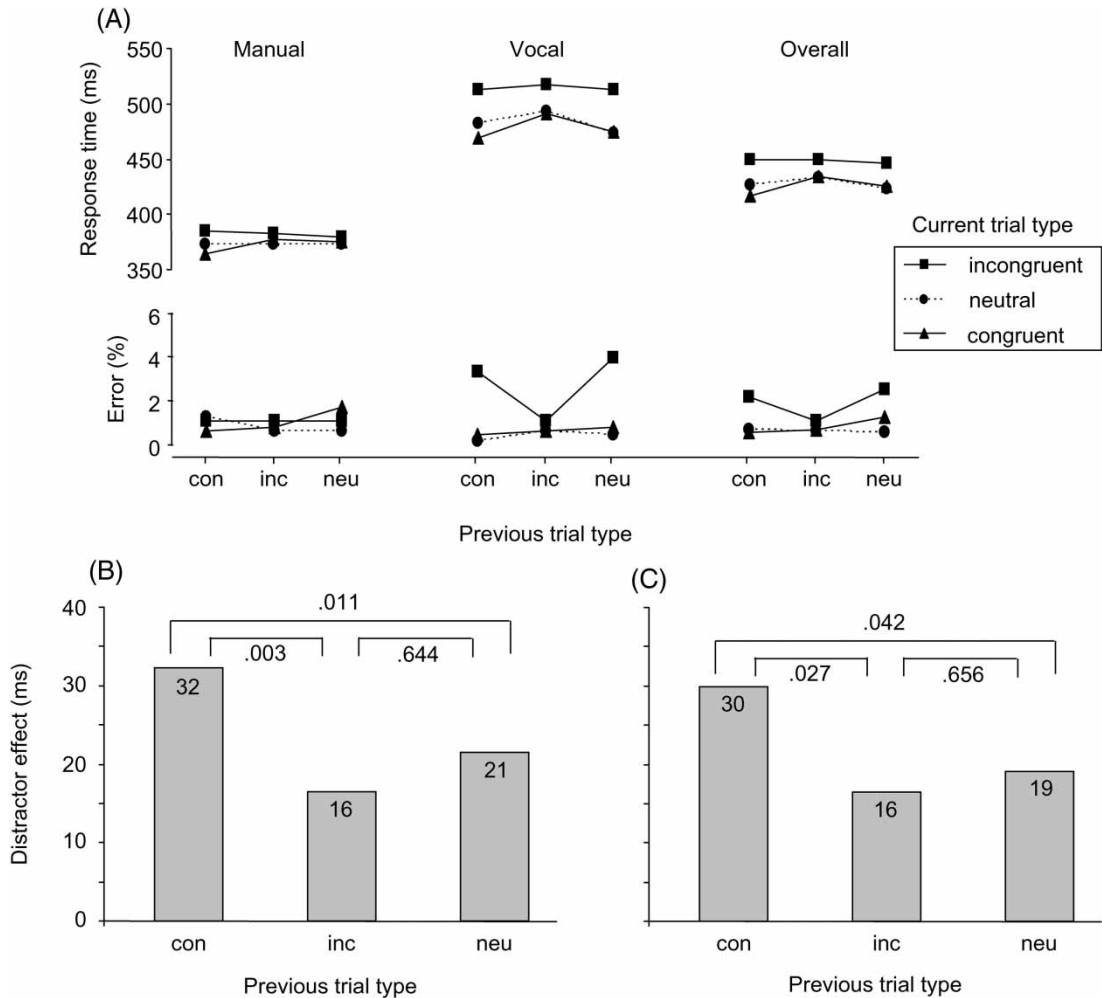 (A)
Manual Vocal Overall
Response time (ms)
550
500
450
400
350
Error (%)
6
4
2
0
con inc neu con inc neu con inc neu
Previous trial type
Current trial type
incongruent
neutral
congruent
(B)
Distractor effect (ms)
40
30
20
10
0
.011
.003 .644
32 16 21
con inc neu
Previous trial type
(C)
.042
.027 .656
30 16 19
con inc neu
Previous trial type